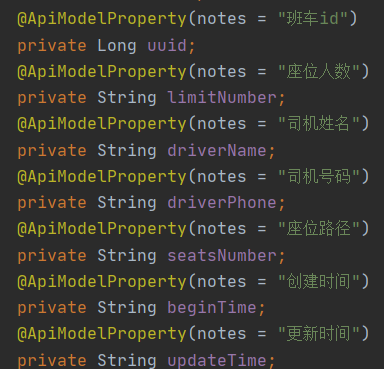 @ApiModelProperty(notes = "班车id")
private Long uuid;
@ApiModelProperty(notes = "座位人数")
private String limitNumber;
@ApiModelProperty(notes = "司机姓名")
private String driverName;
@ApiModelProperty(notes = "司机号码")
private String driverPhone;
@ApiModelProperty(notes = "座位路径")
private String seatsNumber;
@ApiModelProperty(notes = "创建时间")
private String beginTime;
@ApiModelProperty(notes = "更新时间")
private String updateTime;